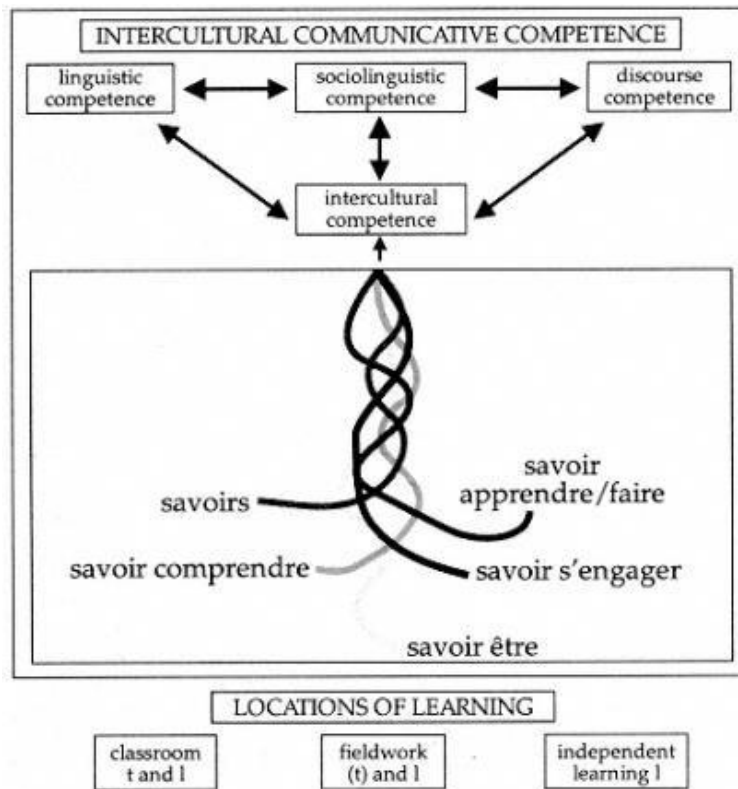 INTERCULTURAL COMMUNICATIVE COMPETENCE
linguistic
competence
sociolinguistic
competence
discourse
competence
intercultural
competence
savoirs
savoir
apprendre/faire
savoir comprendre
savoir s'engager
savoir être
LOCATIONS OF LEARNING
classroom
t and l
fieldwork
(t) and l
independent
learning l